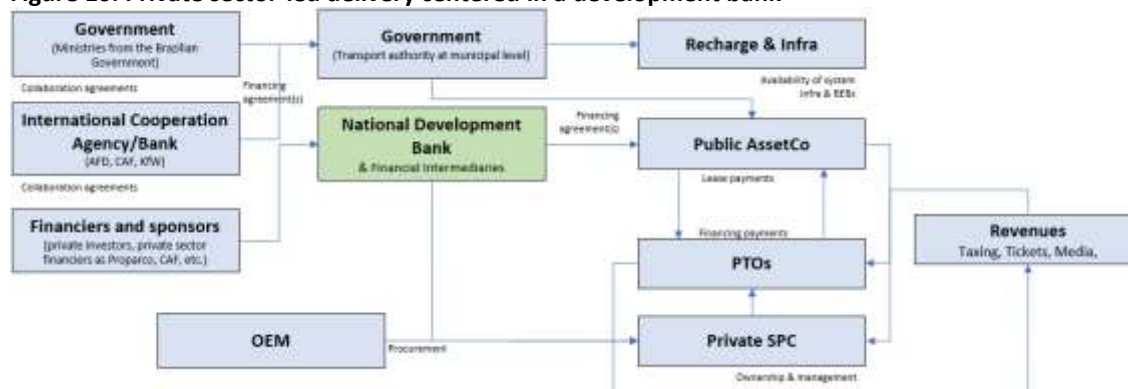 Figure 10: Private sector-led delivery centered in a development bank
Government
(Ministries from the Brazilian
Government)
Government
(Transport authority at municipal level)
Recharge & Infra
Collaboration agreements
Financing
agreement(s)
Availability of system
infra & BEBs
International Cooperation
Agency/Bank
(AFD, CAF, KfW)
National Development
Bank
& Financial Intermediaries
Financing
agreement(s)
Public AssetCo
Collaboration agreements
Lease payments
Financiers and sponsors
(private investors, private sector
financiers as Proparco, CAF, etc.)
Financing payments
PTOs
Revenues
Taxing, Tickets, Media,
OEM
Procurement
Private SPC
Ownership & management